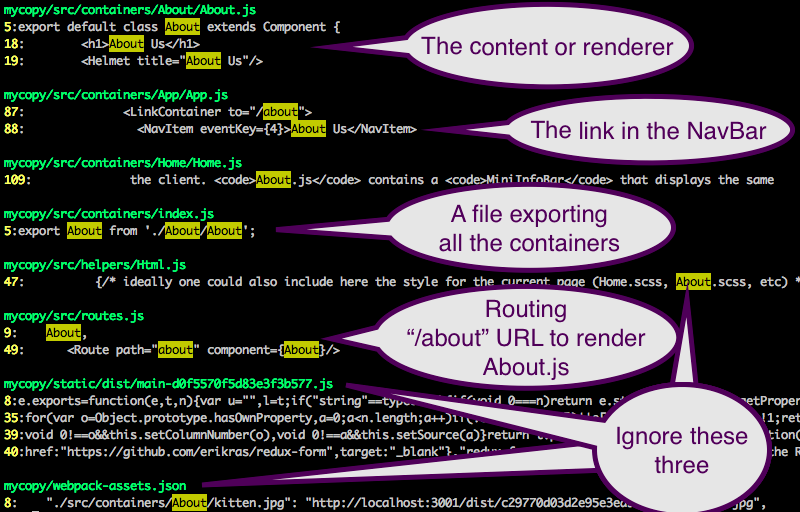 mycopy/src/containers/About/About.js
5:export default class About extends Component {
18: <h1>About Us</h1>
19: <Helmet title="About Us"/>
The content or renderer
mycopy/src/containers/App/App.js
87: <LinkContainer to="/about">
88: <NavItem eventKey={4}>About Us</NavItem>
The link in the NavBar
mycopy/src/containers/Home/Home.js
109: the client. <code>About.js</code> contains a <code>MiniInfoBar</code> that displays the same
mycopy/src/containers/index.js
5:export About from './About/About';
A file exporting
all the containers
mycopy/src/helpers/Html.js
47: {/* ideally one could also include here the style for the current page (Home.scss, About.scss, etc) *
mycopy/src/routes.js
9: About,
49: <Route path="about" component={About}/>
Routing
“/about” URL to render
About.js
mycopy/static/dist/main-d0f5570f5d83e3f3b577.js
8:e.exports=function(e,t,n){var u="",l=t;if("string"==type
if(void 0===n)return e.s
getProper
35:for(var o=Object.prototype.hasOwnProperty,a=0;a<n.length;a++)if(
!1;ret
39:void 0!==o&&this.setColumnNumber(o),void 0!==a&&this.setSource(a)}return
40:href:"https://github.com/erikras/redux-form",target:"_blank"},"redux-f
the R
Ignore these
three
mycopy/webpack-assets.json
8: "./src/containers/About/kitten.jpg": "http://localhost:3001/dist/c29770d03d2e95e3ed
.jpg",